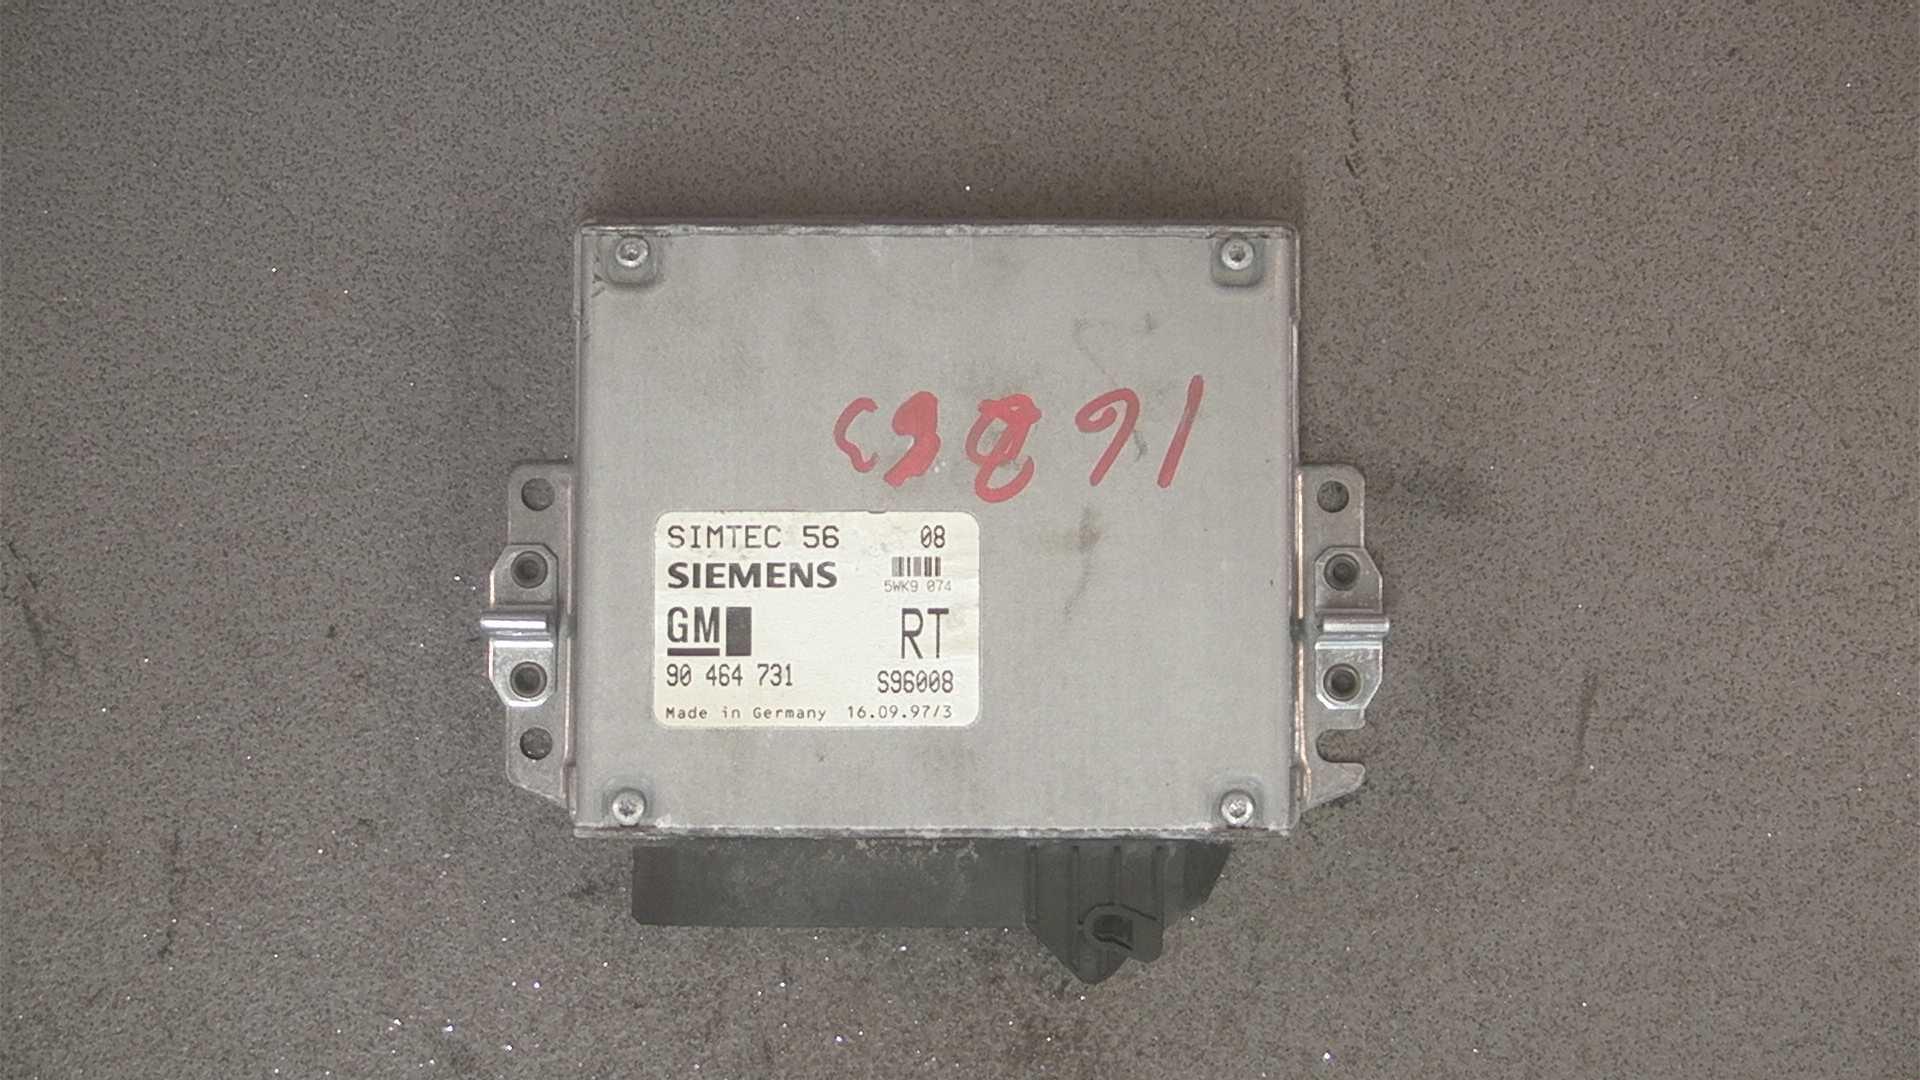 SIMTEC 56 08
SIEMENS
5WK9 074
GM RT
90 464 731 S96008
Made in Germany 16.09.97/3